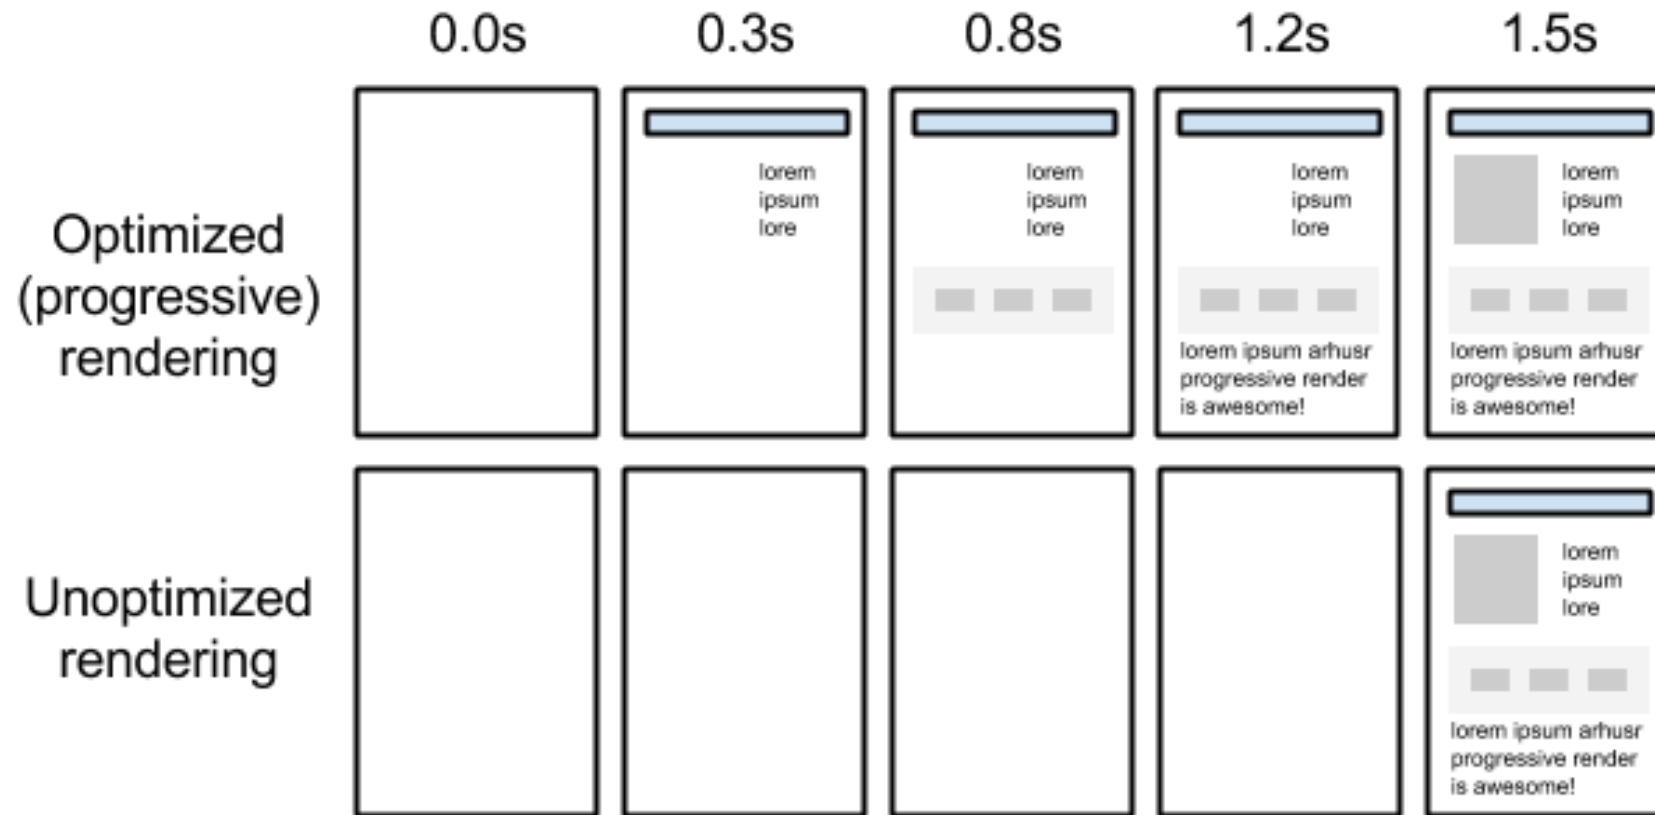 0.0s 0.3s 0.8s 1.2s 1.5s
Optimized
(progressive)
rendering
lorem
ipsum
lore
lorem
ipsum
lore
lorem
ipsum
lore
lorem ipsum arhusr
progressive render
is awesome!
lorem
ipsum
lore
lorem ipsum arhusr
progressive render
is awesome!
Unoptimized
rendering
lorem
ipsum
lore
lorem ipsum arhusr
progressive render
is awesome!